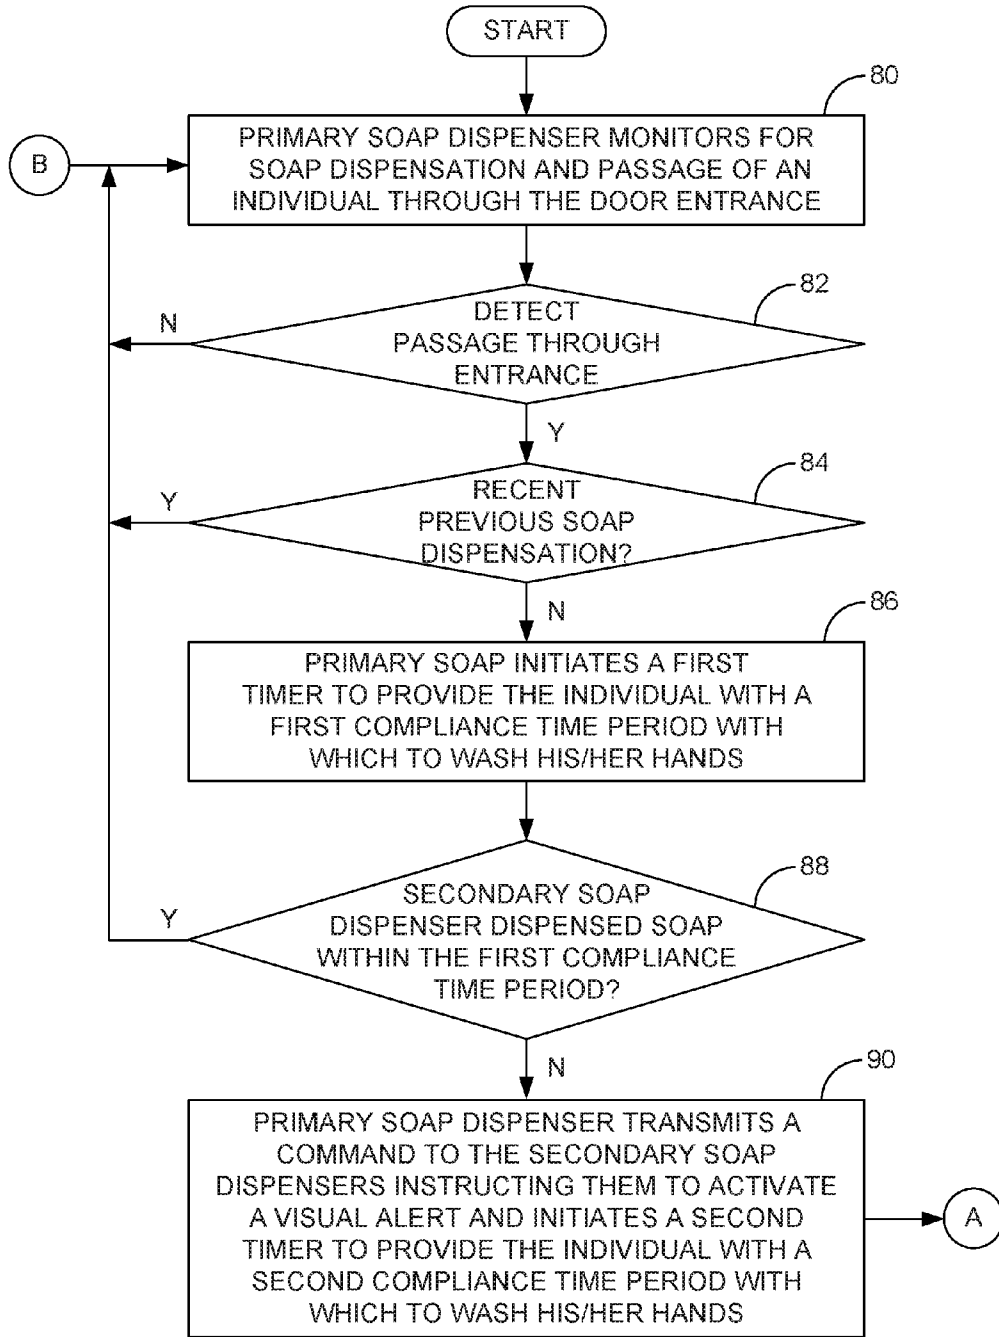 START
80
PRIMARY SOAP DISPENSER MONITORS FOR
SOAP DISPENSATION AND PASSAGE OF AN
INDIVIDUAL THROUGH THE DOOR ENTRANCE
B
82
DETECT
PASSAGE THROUGH
ENTRANCE
N
Y
84
RECENT
PREVIOUS SOAP
DISPENSATION?
Y
N
86
PRIMARY SOAP INITIATES A FIRST
TIMER TO PROVIDE THE INDIVIDUAL WITH A
FIRST COMPLIANCE TIME PERIOD WITH
WHICH TO WASH HIS/HER HANDS
88
SECONDARY SOAP
DISPENSER DISPENSED SOAP
WITHIN THE FIRST COMPLIANCE
TIME PERIOD?
Y
N
90
PRIMARY SOAP DISPENSER TRANSMITS A
COMMAND TO THE SECONDARY SOAP
DISPENSERS INSTRUCTING THEM TO ACTIVATE
A VISUAL ALERT AND INITIATES A SECOND
TIMER TO PROVIDE THE INDIVIDUAL WITH A
SECOND COMPLIANCE TIME PERIOD WITH
WHICH TO WASH HIS/HER HANDS
A